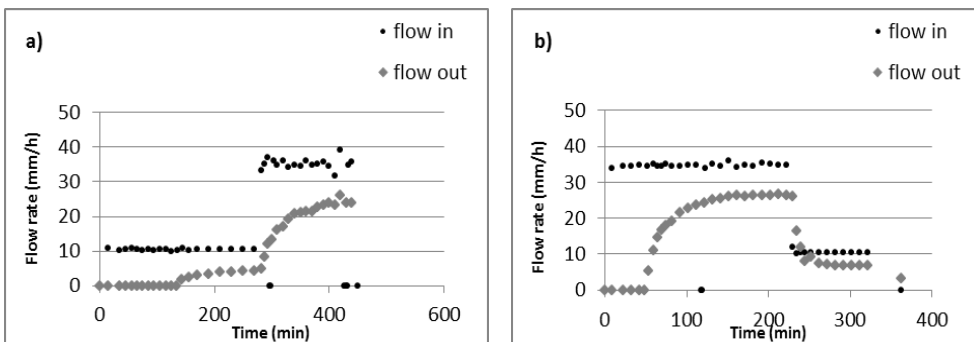 a)
• flow in
◆ flow out
Flow rate (mm/h)
50
40
30
20
10
0
0 200 400 600
Time (min)
b)
• flow in
◆ flow out
Flow rate (mm/h)
50
40
30
20
10
0
0 100 200 300 400
Time (min)